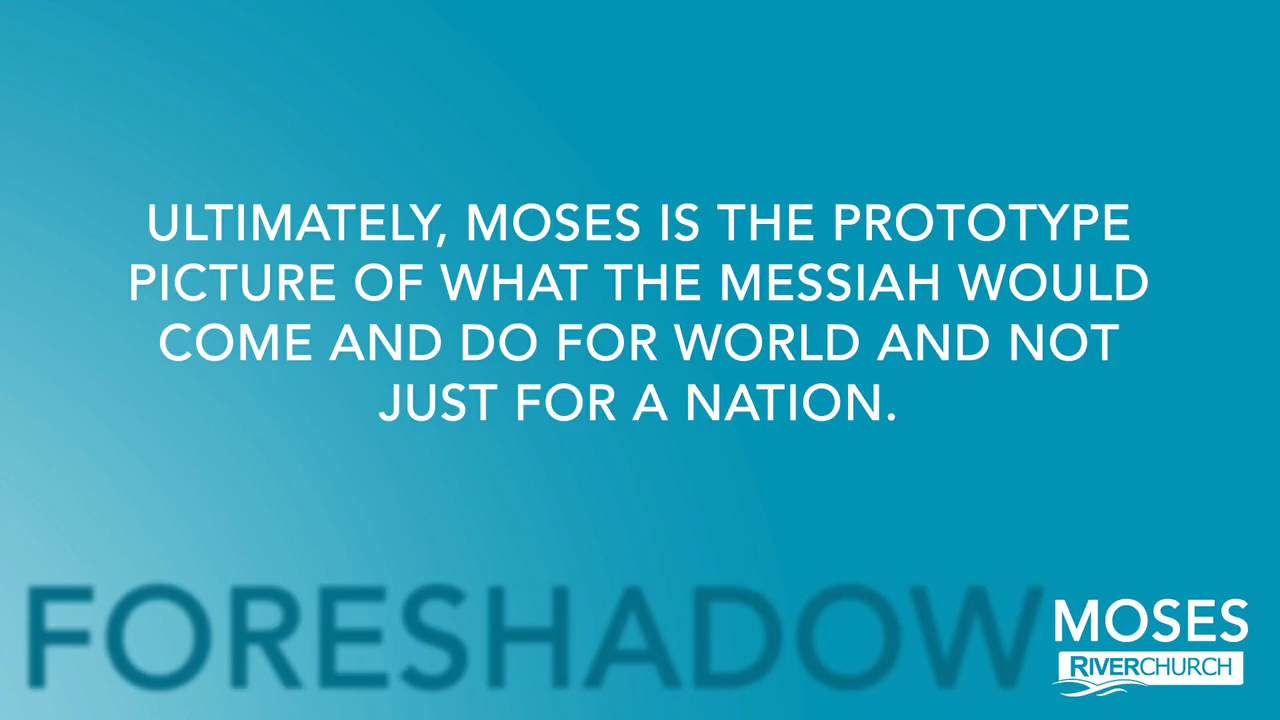 ULTIMATELY, MOSES IS THE PROTOTYPE
PICTURE OF WHAT THE MESSIAH WOULD
COME AND DO FOR WORLD AND NOT
JUST FOR A NATION.
FORESHADOW
MOSES
RIVERCHURCH